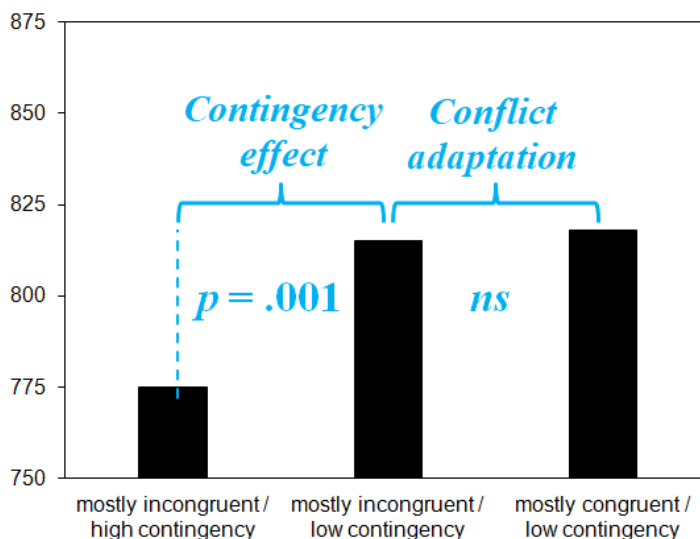 875
850
825
800
775
750
Contingency
effect
Conflict
adaptation
p = .001
ns
mostly incongruent /
high contingency
mostly incongruent /
low contingency
mostly congruent /
low contingency